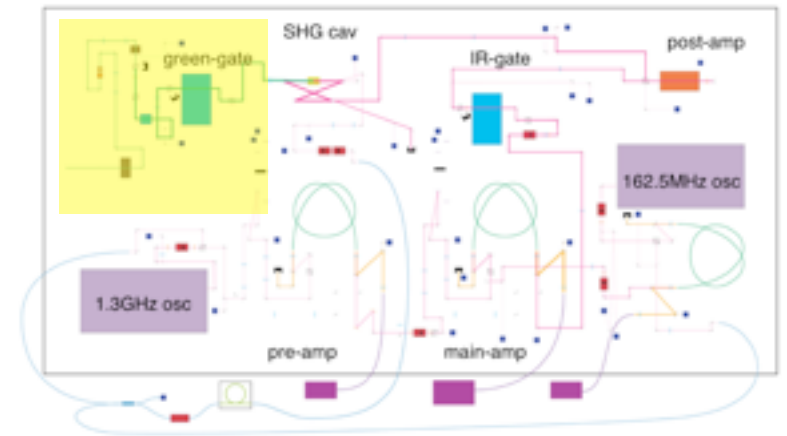 SHG cav
post-amp
green-gate
IR-gate
162.5MHz osc
1.3GHz osc
pre-amp
main-amp